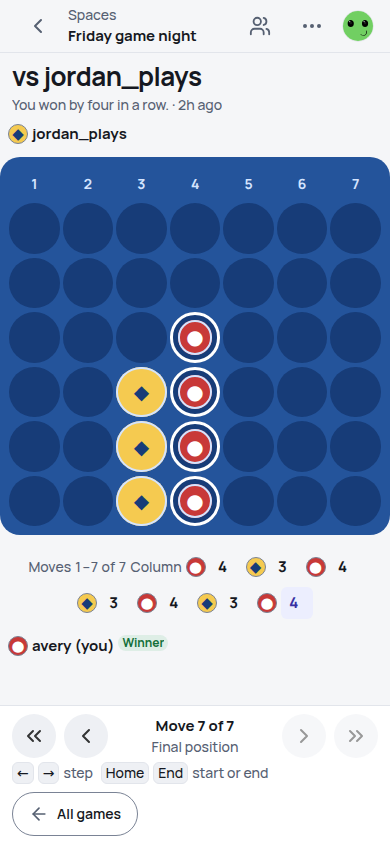 Spaces
Friday game night
vs jordan_plays
You won by four in a row. · 2h ago
jordan_plays
1 2 3 4 5 6 7
Moves 1–7 of 7 Column 4 3 4
3 4 3 4
avery (you) Winner
Move 7 of 7
Final position
← → step Home End start or end
All games